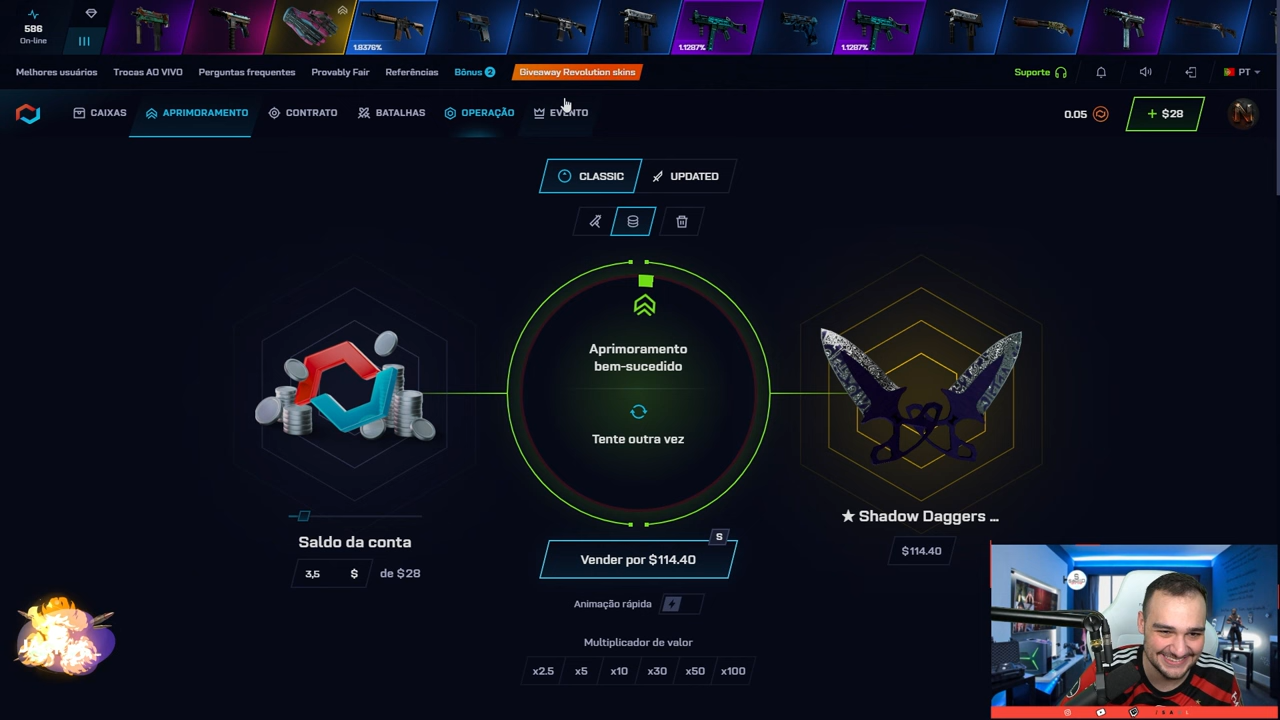 586
On-line
1.8376%
1.1287%
1.1287%
Melhores usuários
Trocas AO VIVO
Perguntas frequentes
Provably Fair
Referências
Bônus 2
Giveaway Revolution skins
Suporte
PT
CAIXAS
APRIMORAMENTO
CONTRATO
BATALHAS
OPERAÇÃO
EVENTO
0.05
+ $28
N
CLASSIC
UPDATED
Aprimoramento
bem-sucedido
Tente outra vez
Saldo da conta
3,5 $ de $28
S
Vender por $114.40
★ Shadow Daggers ...
$114.40
Animação rápida
Multiplicador de valor
x2.5
x5
x10
x30
x50
x100